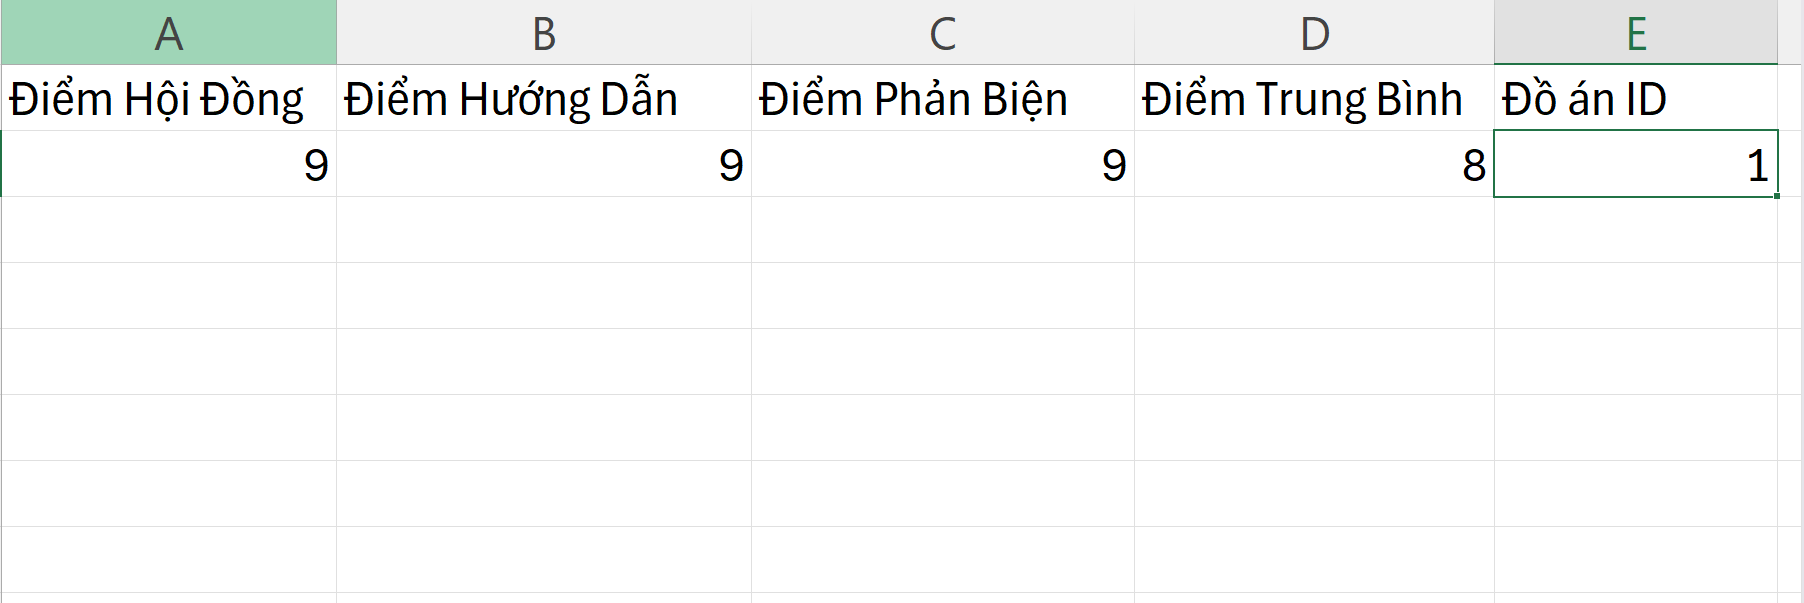 A B C D E
Điểm Hội Đồng Điểm Hướng Dẫn Điểm Phản Biện Điểm Trung Bình Đồ án ID
9 9 9 8 1